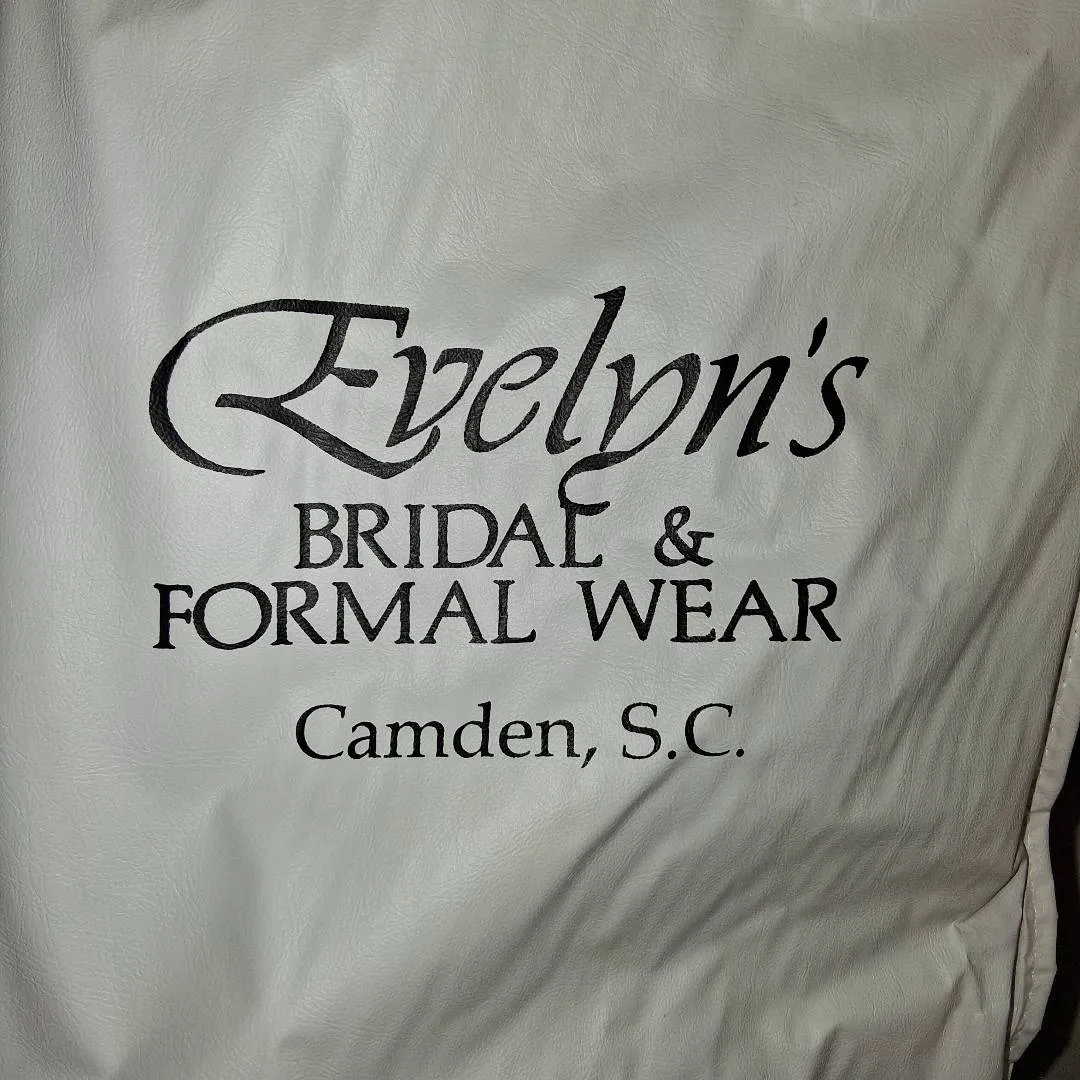 Evelyn's
BRIDAL &
FORMAL WEAR
Camden, S.C.